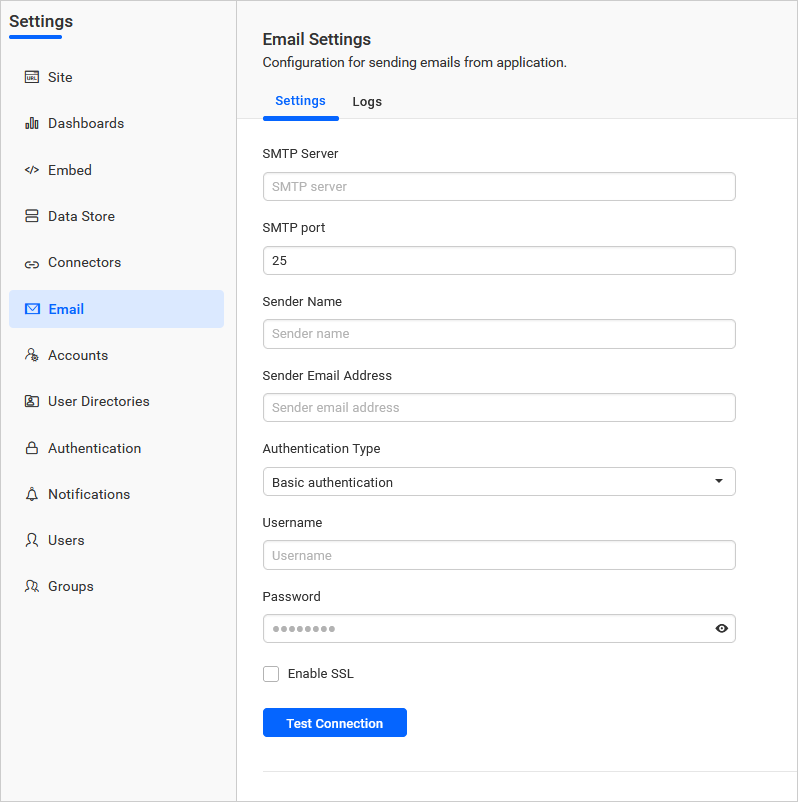 Settings
Site
Dashboards
Embed
Data Store
Connectors
Email
Accounts
User Directories
Authentication
Notifications
Users
Groups
Email Settings
Configuration for sending emails from application.
Settings Logs
SMTP Server
SMTP server
SMTP port
25
Sender Name
Sender name
Sender Email Address
Sender email address
Authentication Type
Basic authentication
Username
Username
Password
••••••••
Enable SSL
Test Connection